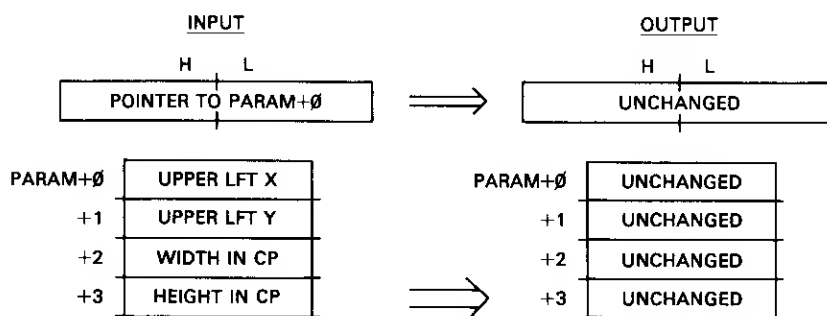 INPUT OUTPUT
H L H L
POINTER TO PARAM+Ø UNCHANGED
PARAM+Ø UPPER LFT X PARAM+Ø UNCHANGED
+1 UPPER LFT Y +1 UNCHANGED
+2 WIDTH IN CP +2 UNCHANGED
+3 HEIGHT IN CP +3 UNCHANGED